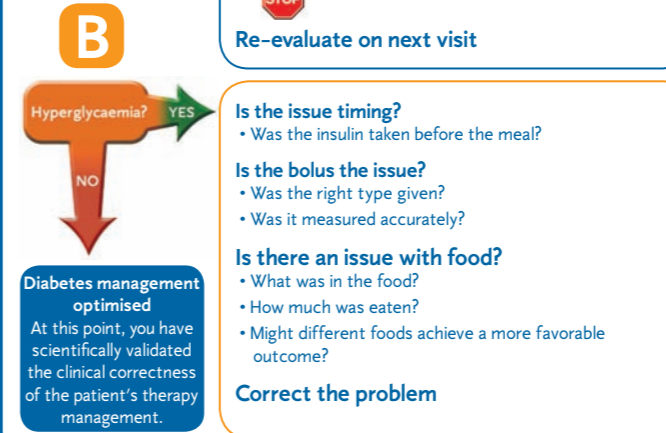 STOP
Re-evaluate on next visit
B
Hyperglycaemia?
YES
NO
Is the issue timing?
• Was the insulin taken before the meal?
Is the bolus the issue?
• Was the right type given?
• Was it measured accurately?
Is there an issue with food?
• What was in the food?
• How much was eaten?
• Might different foods achieve a more favorable
outcome?
Correct the problem
Diabetes management
optimised
At this point, you have
scientifically validated
the clinical correctness
of the patient's therapy
management.